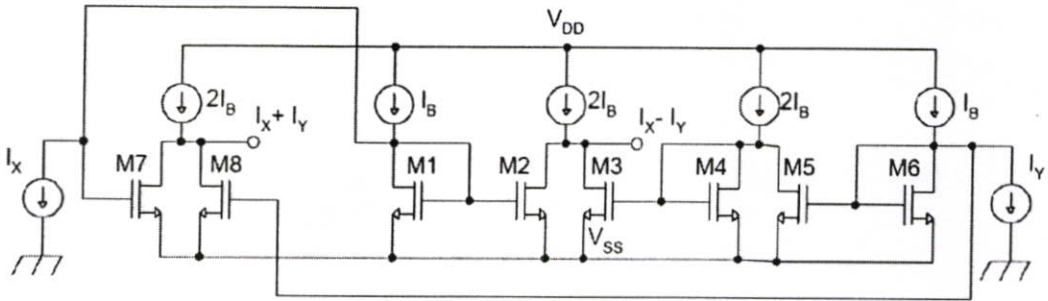 V_DD
2I_B
I_X + I_Y
I_B
2I_B
I_X - I_Y
2I_B
I_B
I_X
M7
M8
M1
M2
M3
M4
M5
M6
I_Y
V_SS